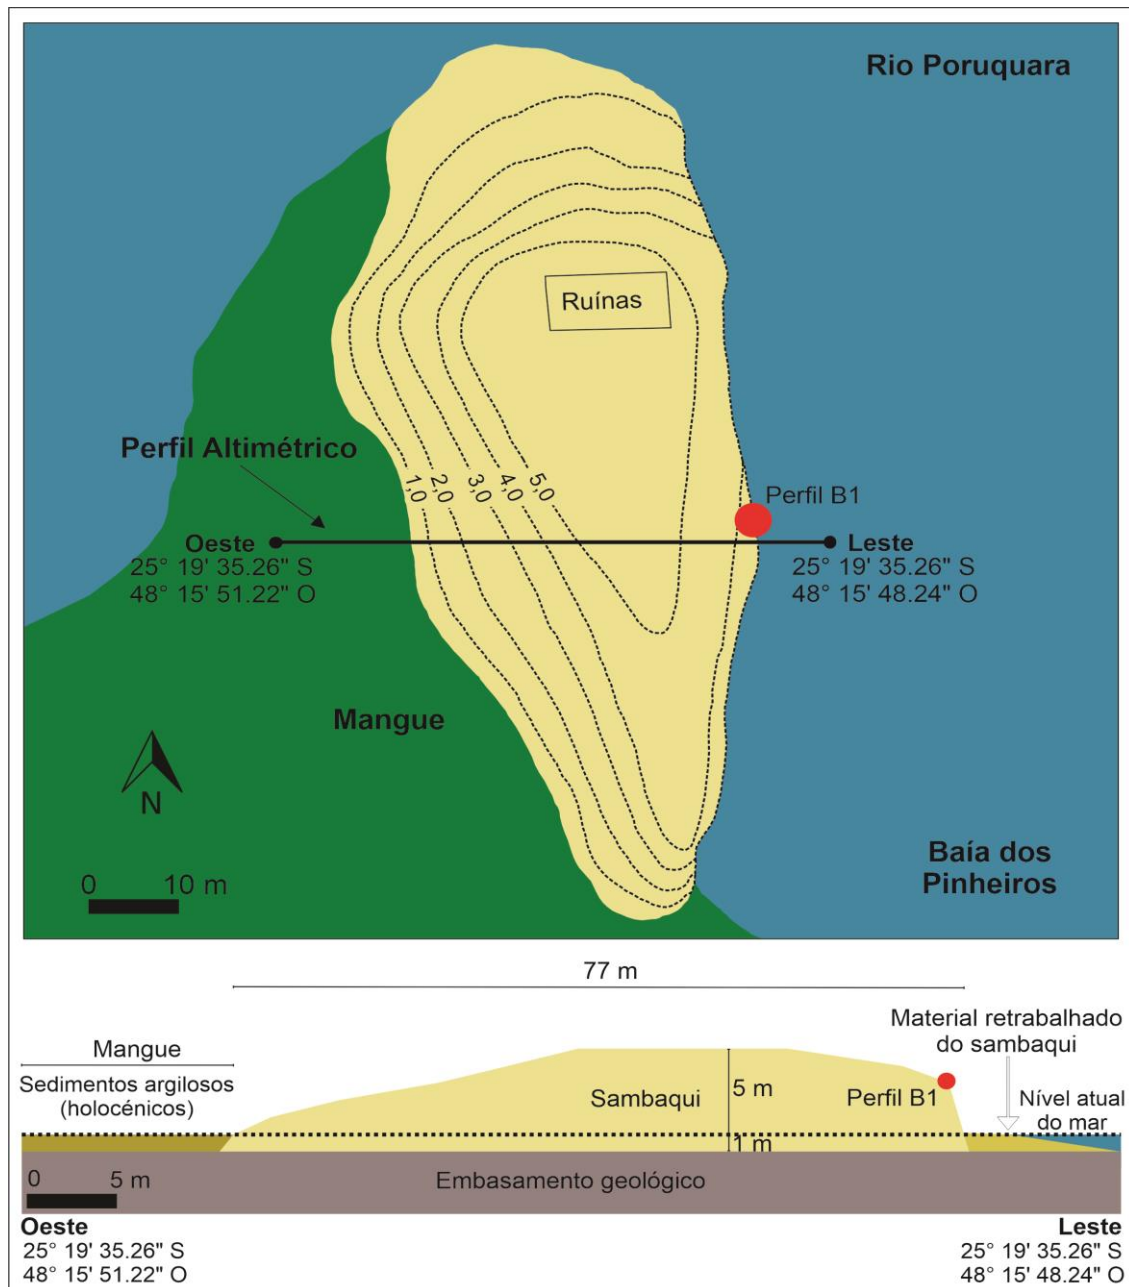 Rio Poruquara
Ruínas
Perfil Altimétrico
1,0
2,0
3,0
4,0
5,0
Perfil B1
Oeste
25° 19' 35.26" S
48° 15' 51.22" O
Leste
25° 19' 35.26" S
48° 15' 48.24" O
Mangue
N
0 10 m
Baía dos
Pinheiros
77 m
Mangue
Sedimentos argilosos
(holocénicos)
Material retrabalhado
do sambaqui
Sambaqui
5 m
Perfil B1
Nível atual
do mar
1 m
0 5 m
Embasamento geológico
Oeste
25° 19' 35.26" S
48° 15' 51.22" O
Leste
25° 19' 35.26" S
48° 15' 48.24" O